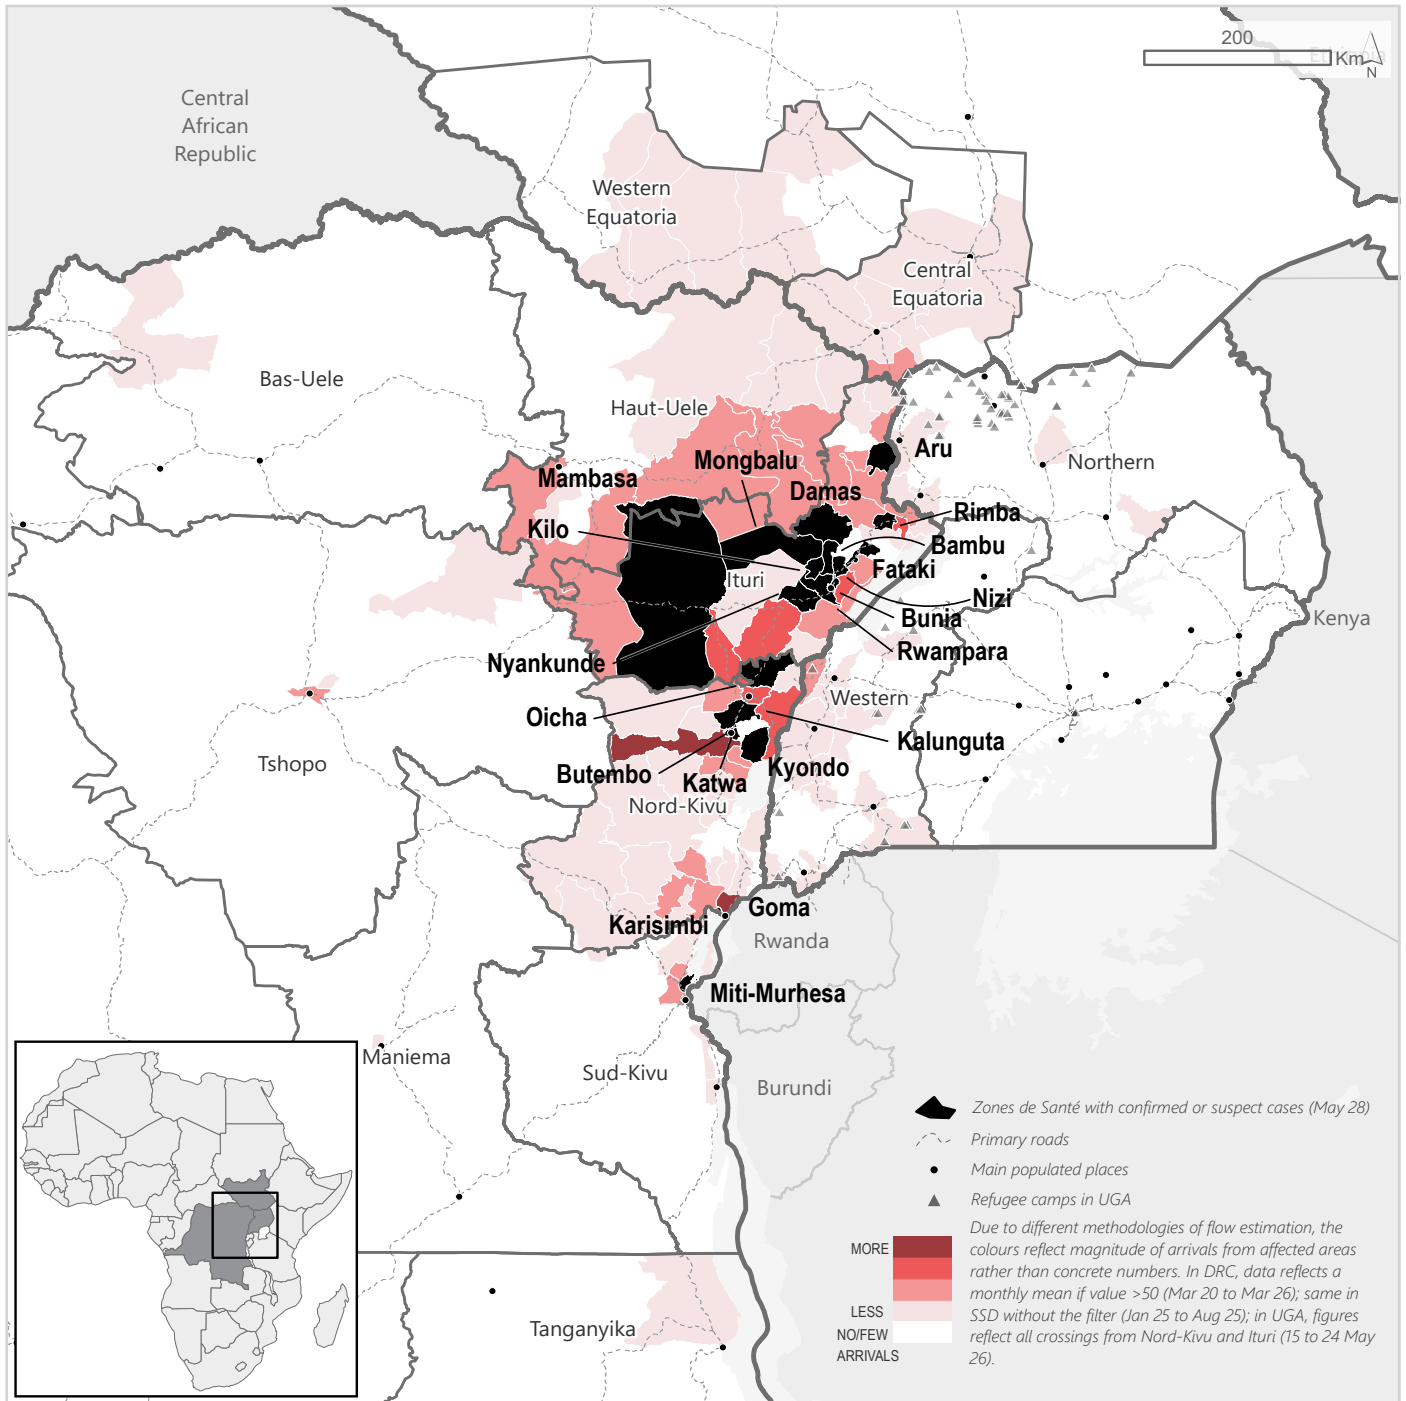 200
Km
Ethiopia
N
Central
African
Republic
Western
Equatoria
Central
Equatoria
Bas-Uele
Haut-Uele
Aru
Mongbalu
Northern
Mambasa
Damas
Rimba
Kilo
Bambu
Fataki
Ituri
Nizi
Bunia
Kenya
Rwampara
Nyankunde
Western
Oicha
Kalunguta
Tshopo
Butembo
Kyondo
Katwa
Nord-Kivu
Goma
Karisimbi
Rwanda
Miti-Murhesa
Maniema
Sud-Kivu
Burundi
Tanganyika
Zones de Santé with confirmed or suspect cases (May 28)
Primary roads
Main populated places
Refugee camps in UGA
MORE
LESS
NO/FEW
ARRIVALS
Due to different methodologies of flow estimation, the
colours reflect magnitude of arrivals from affected areas
rather than concrete numbers. In DRC, data reflects a
monthly mean if value >50 (Mar 20 to Mar 26); same in
SSD without the filter (Jan 25 to Aug 25); in UGA, figures
reflect all crossings from Nord-Kivu and Ituri (15 to 24 May
26).